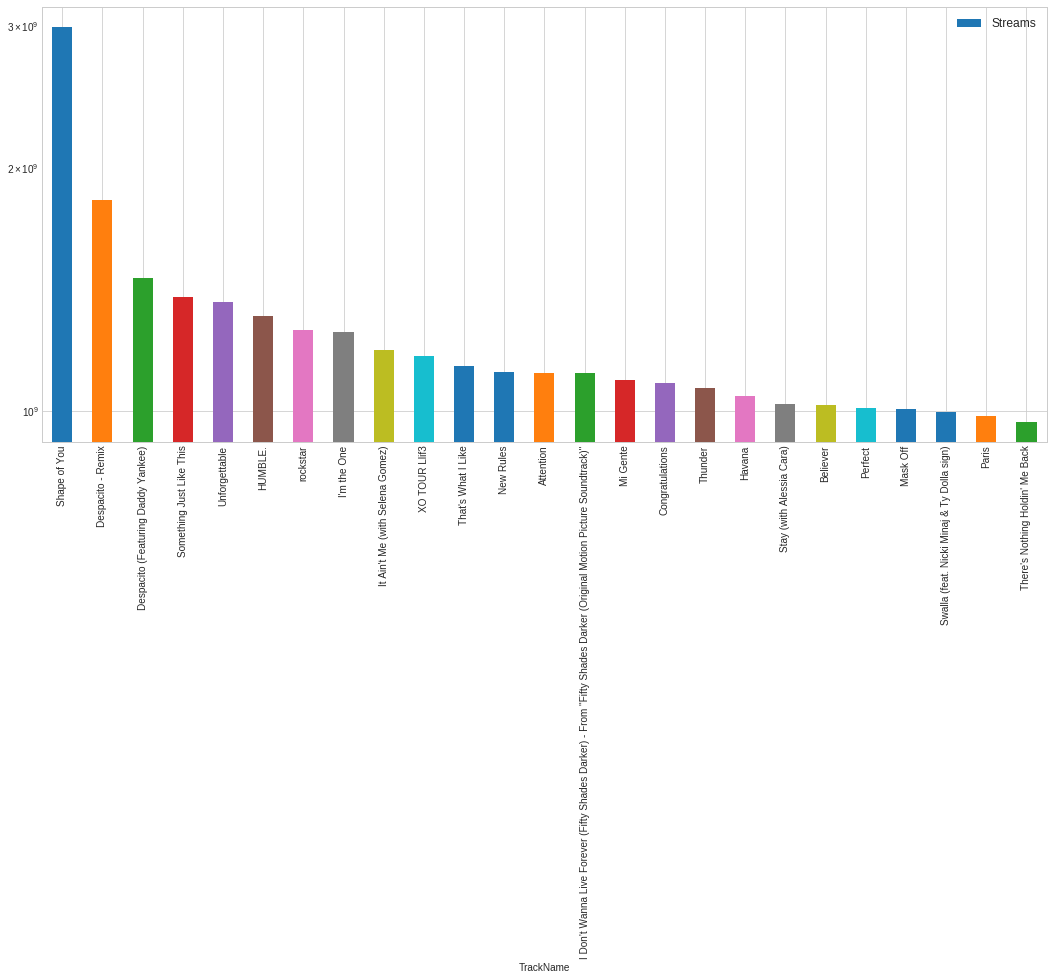 3×10⁹
2×10⁹
10⁹
Streams
Shape of You
Despacito - Remix
Despacito (Featuring Daddy Yankee)
Something Just Like This
Unforgettable
HUMBLE.
rockstar
I'm the One
It Ain't Me (with Selena Gomez)
XO TOUR Llif3
That's What I Like
New Rules
Attention
I Don't Wanna Live Forever (Fifty Shades Darker) - From "Fifty Shades Darker (Original Motion Picture Soundtrack)"
Mi Gente
Congratulations
Thunder
Havana
Stay (with Alessia Cara)
Believer
Perfect
Mask Off
Swalla (feat. Nicki Minaj & Ty Dolla $ign)
Paris
There's Nothing Holdin' Me Back
TrackName